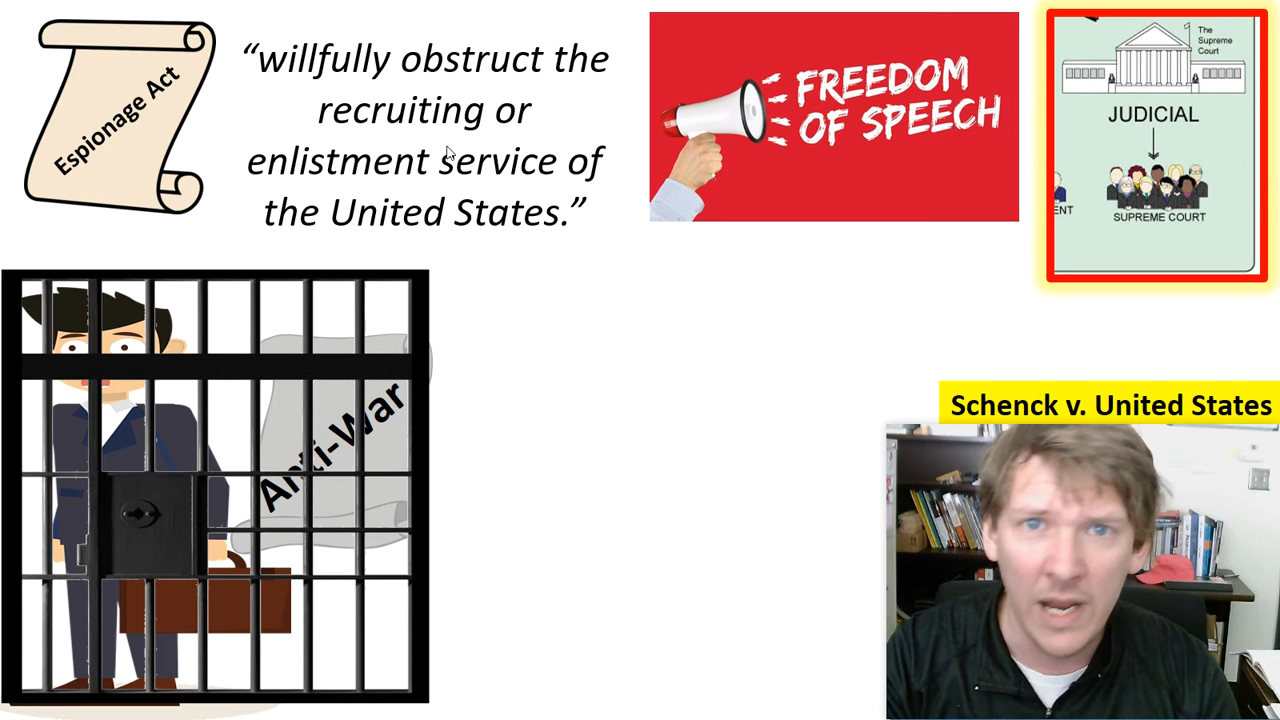 Espionage Act
“willfully obstruct the
recruiting or
enlistment service of
the United States.”
FREEDOM
OF SPEECH
The
Supreme
Court
JUDICIAL
ENT
SUPREME COURT
Anti-War
Schenck v. United States